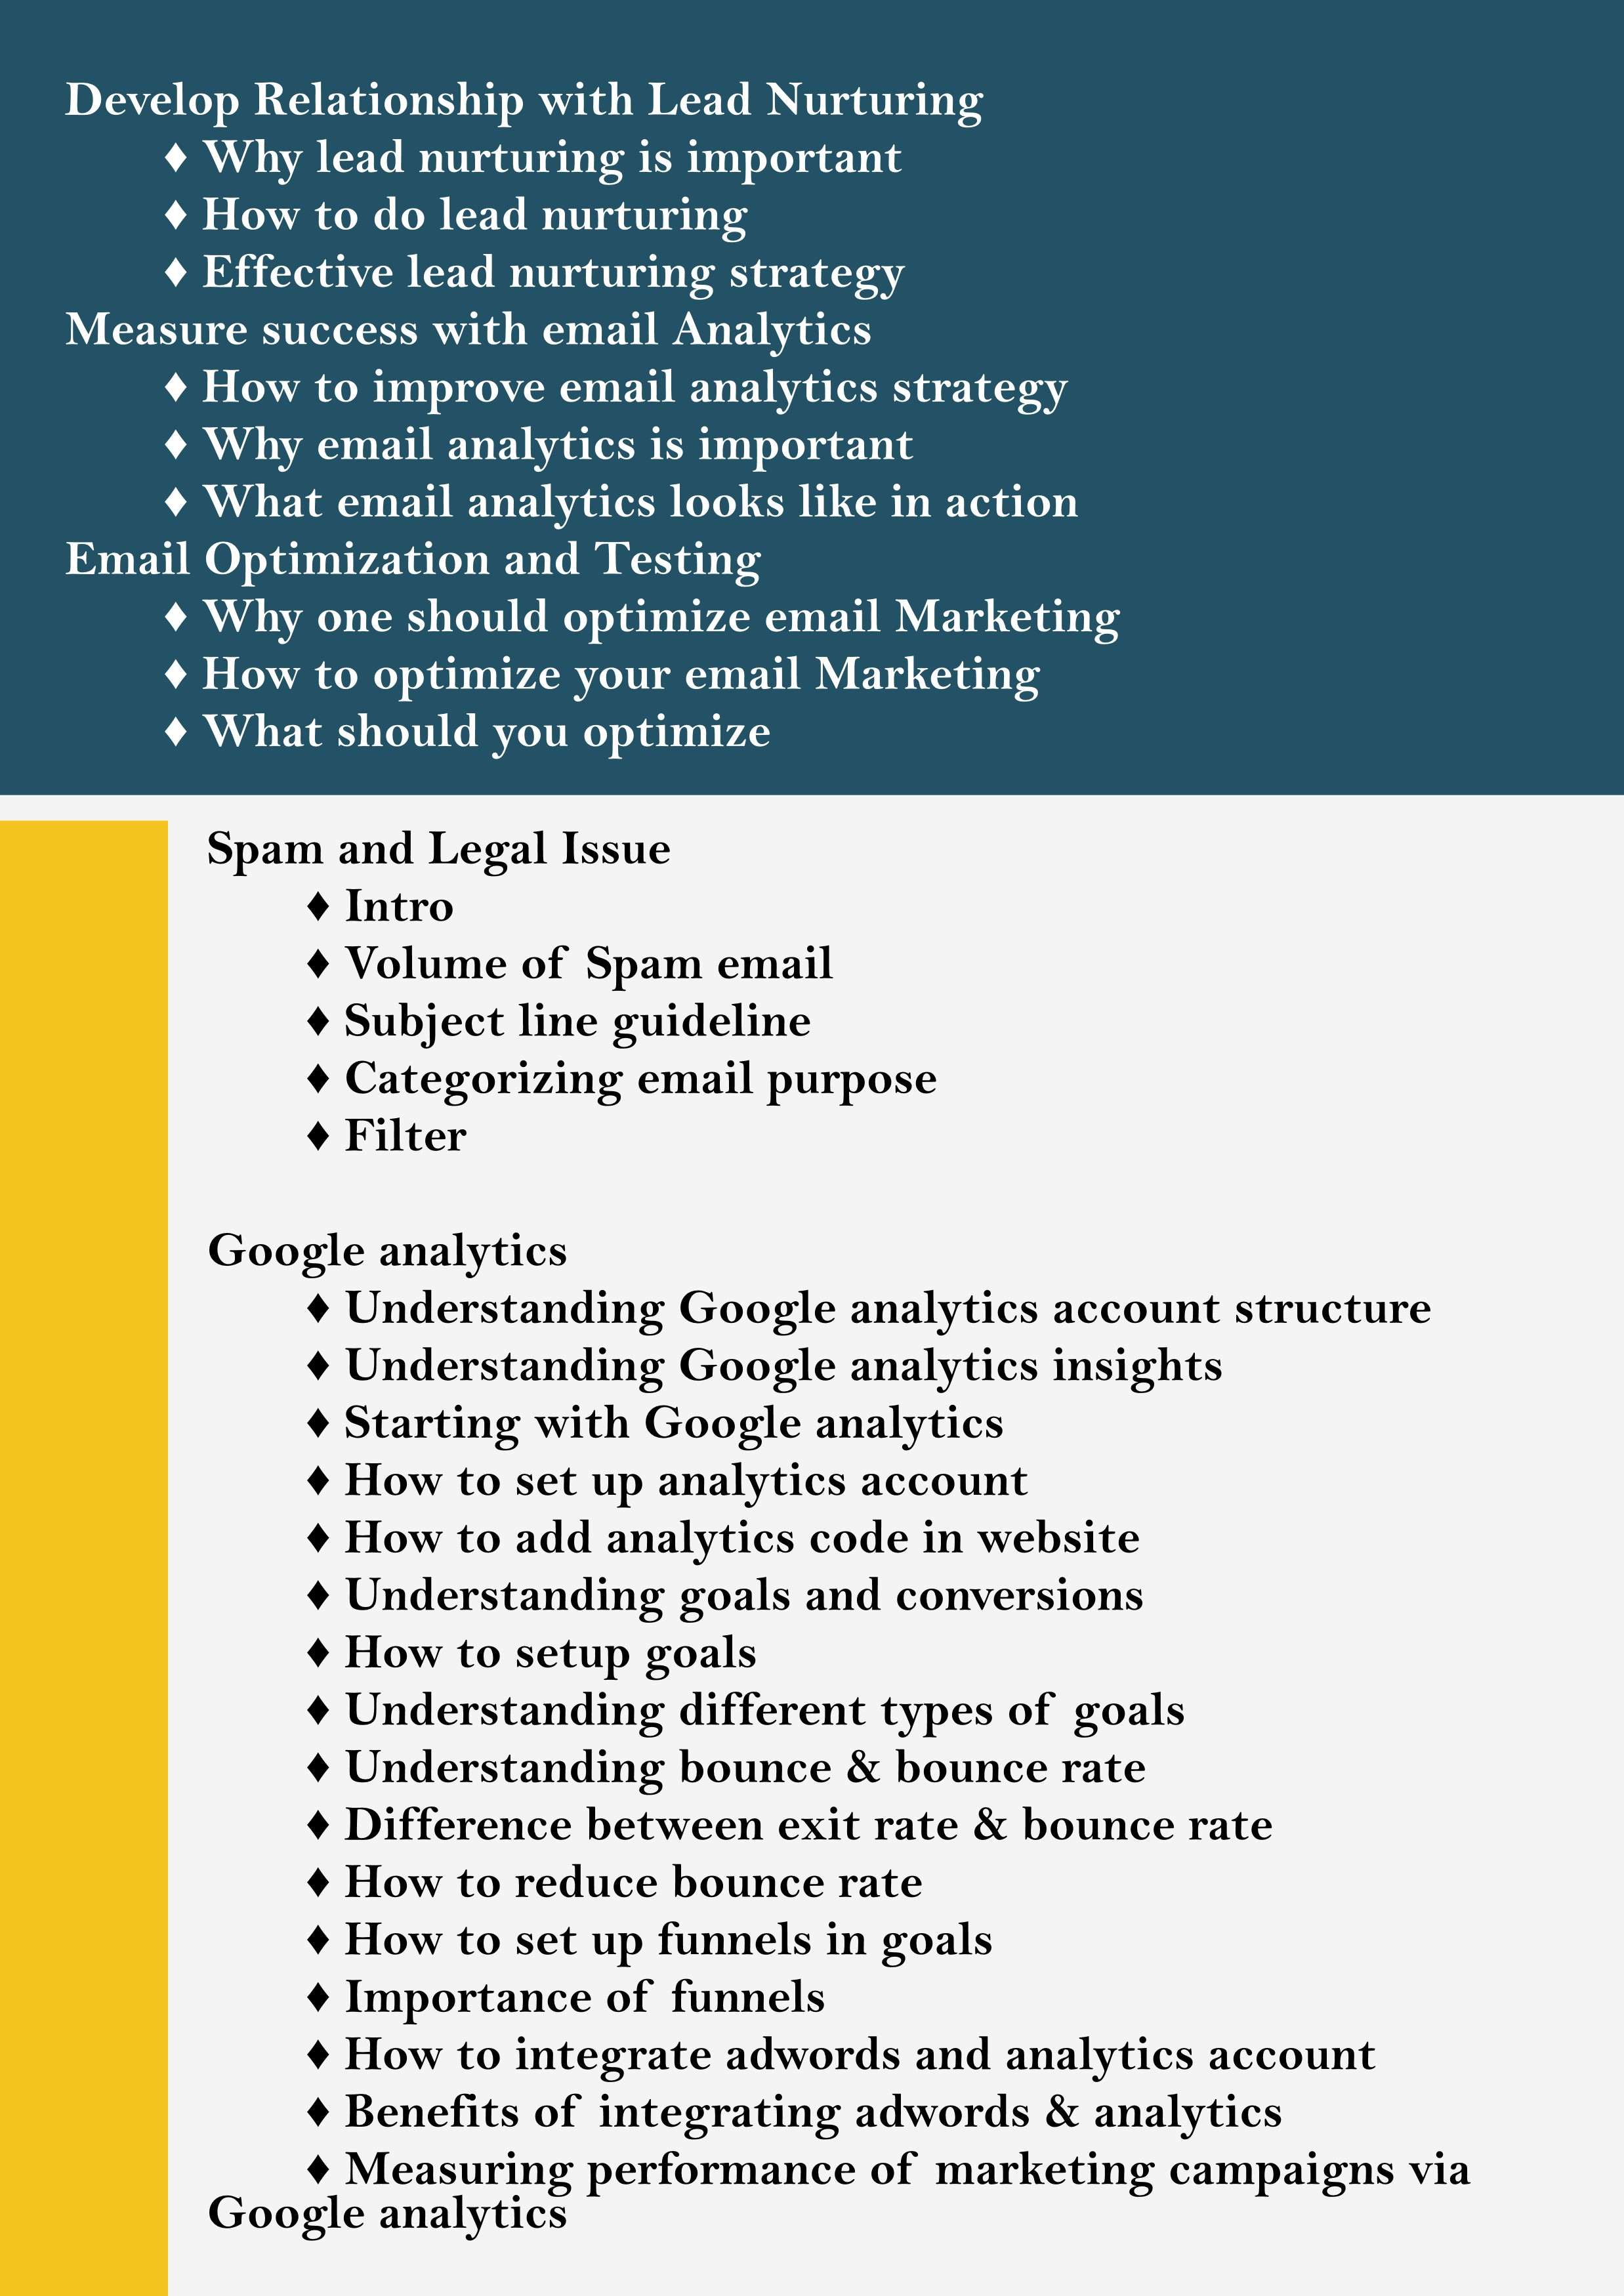 Develop Relationship with Lead Nurturing
♦ Why lead nurturing is important
♦ How to do lead nurturing
♦ Effective lead nurturing strategy
Measure success with email Analytics
♦ How to improve email analytics strategy
♦ Why email analytics is important
♦ What email analytics looks like in action
Email Optimization and Testing
♦ Why one should optimize email Marketing
♦ How to optimize your email Marketing
♦ What should you optimize
Spam and Legal Issue
♦ Intro
♦ Volume of Spam email
♦ Subject line guideline
♦ Categorizing email purpose
♦ Filter
Google analytics
♦ Understanding Google analytics account structure
♦ Understanding Google analytics insights
♦ Starting with Google analytics
♦ How to set up analytics account
♦ How to add analytics code in website
♦ Understanding goals and conversions
♦ How to setup goals
♦ Understanding different types of goals
♦ Understanding bounce & bounce rate
♦ Difference between exit rate & bounce rate
♦ How to reduce bounce rate
♦ How to set up funnels in goals
♦ Importance of funnels
♦ How to integrate adwords and analytics account
♦ Benefits of integrating adwords & analytics
♦ Measuring performance of marketing campaigns via
Google analytics